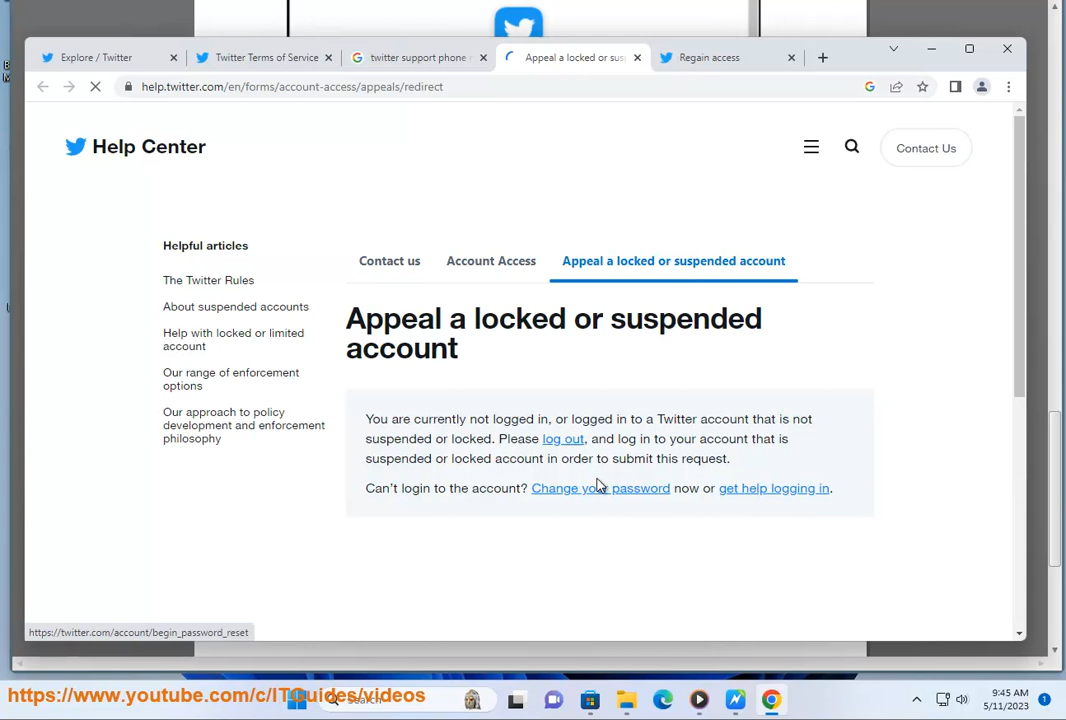 Explore / Twitter
Twitter Terms of Service
twitter support phone
Appeal a locked or sus
Regain access
help.twitter.com/en/forms/account-access/appeals/redirect
Help Center
Contact Us
Helpful articles
The Twitter Rules
About suspended accounts
Help with locked or limited
account
Our range of enforcement
options
Our approach to policy
development and enforcement
philosophy
Contact us
Account Access
Appeal a locked or suspended account
Appeal a locked or suspended
account
You are currently not logged in, or logged in to a Twitter account that is not
suspended or locked. Please log out, and log in to your account that is
suspended or locked account in order to submit this request.
Can't login to the account? Change your password now or get help logging in.
https://twitter.com/account/begin_password_reset
https://www.youtube.com/c/ITGuides/videos
Search
9:45 AM
5/11/2023
1